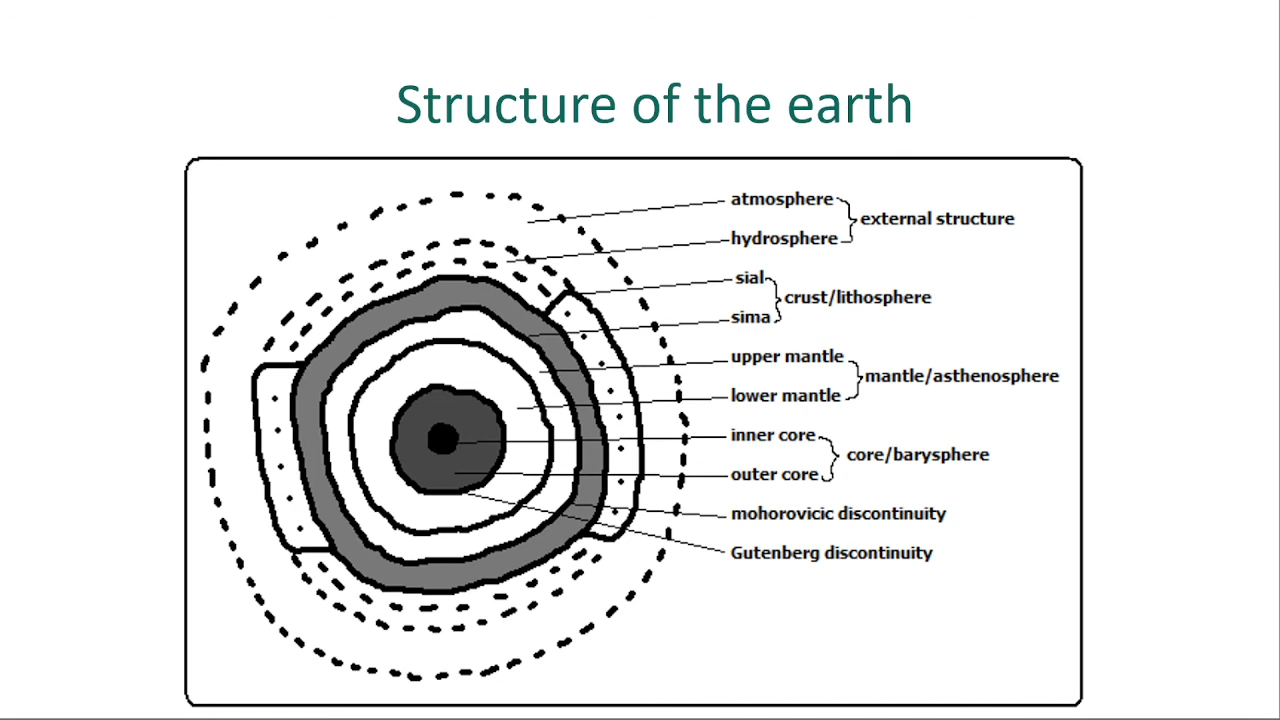 Structure of the earth
atmosphere
external structure
hydrosphere
sial
crust/lithosphere
sima
upper mantle
mantle/asthenosphere
lower mantle
inner core
core/barysphere
outer core
mohorovicic discontinuity
Gutenberg discontinuity